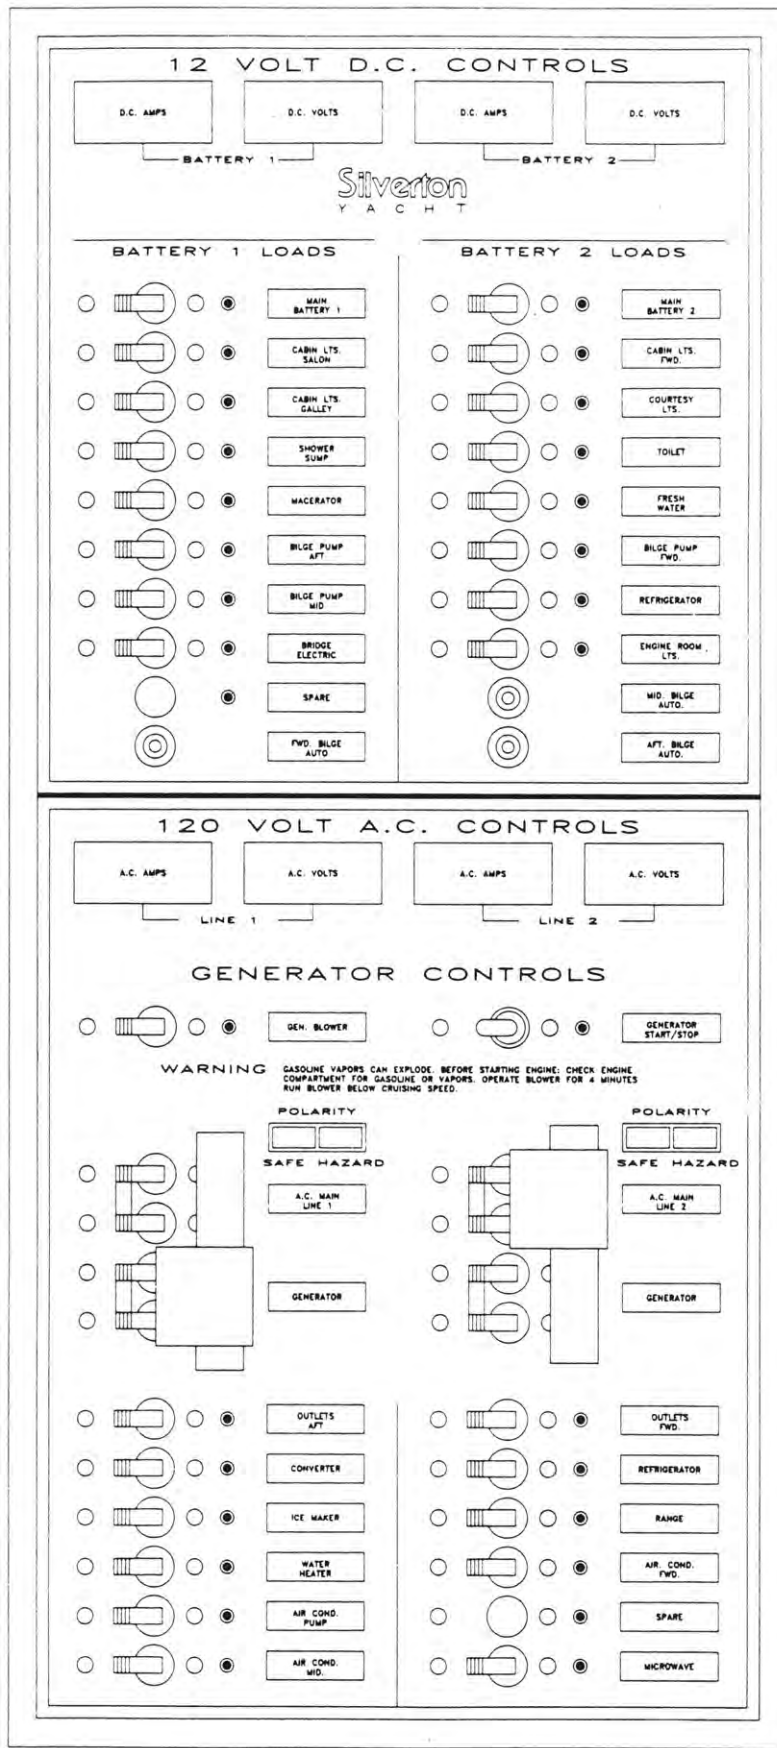 12 VOLT D.C. CONTROLS
D.C. AMPS
D.C. VOLTS
D.C. AMPS
D.C. VOLTS
BATTERY 1
BATTERY 2
Silverton
YACHT
BATTERY 1 LOADS
BATTERY 2 LOADS
MAIN
BATTERY 1
MAIN
BATTERY 2
CABIN LTS.
SALON
CABIN LTS.
FWD.
CABIN LTS.
GALLEY
COURTESY
LTS.
SHOWER
SUMP
TOILET
MACERATOR
FRESH
WATER
BILGE PUMP
AFT
BILGE PUMP
FWD.
BILGE PUMP
MID
REFRIGERATOR
BRIDGE
ELECTRIC
ENGINE ROOM
LTS.
SPARE
MID. BILGE
AUTO.
FWD. BILGE
AUTO
AFT. BILGE
AUTO.
120 VOLT A.C. CONTROLS
A.C. AMPS
A.C. VOLTS
A.C. AMPS
A.C. VOLTS
LINE 1
LINE 2
GENERATOR CONTROLS
GEN. BLOWER
GENERATOR
START/STOP
WARNING
GASOLINE VAPORS CAN EXPLODE. BEFORE STARTING ENGINE: CHECK ENGINE
COMPARTMENT FOR GASOLINE OR VAPORS. OPERATE BLOWER FOR 4 MINUTES
RUN BLOWER BELOW CRUISING SPEED.
POLARITY
POLARITY
SAFE HAZARD
SAFE HAZARD
A.C. MAIN
LINE 1
A.C. MAIN
LINE 2
GENERATOR
GENERATOR
OUTLETS
AFT
OUTLETS
FWD.
CONVERTER
REFRIGERATOR
ICE MAKER
RANGE
WATER
HEATER
AIR. COND.
FWD.
AIR COND.
PUMP
SPARE
AIR COND.
MID.
MICROWAVE